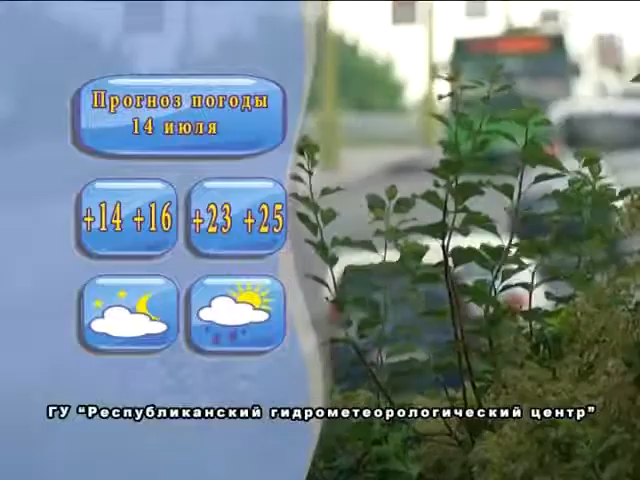 Прогноз погоды
14 июля
+14 +16 +23 +25
ГУ "Республиканский гидрометеорологический центр"